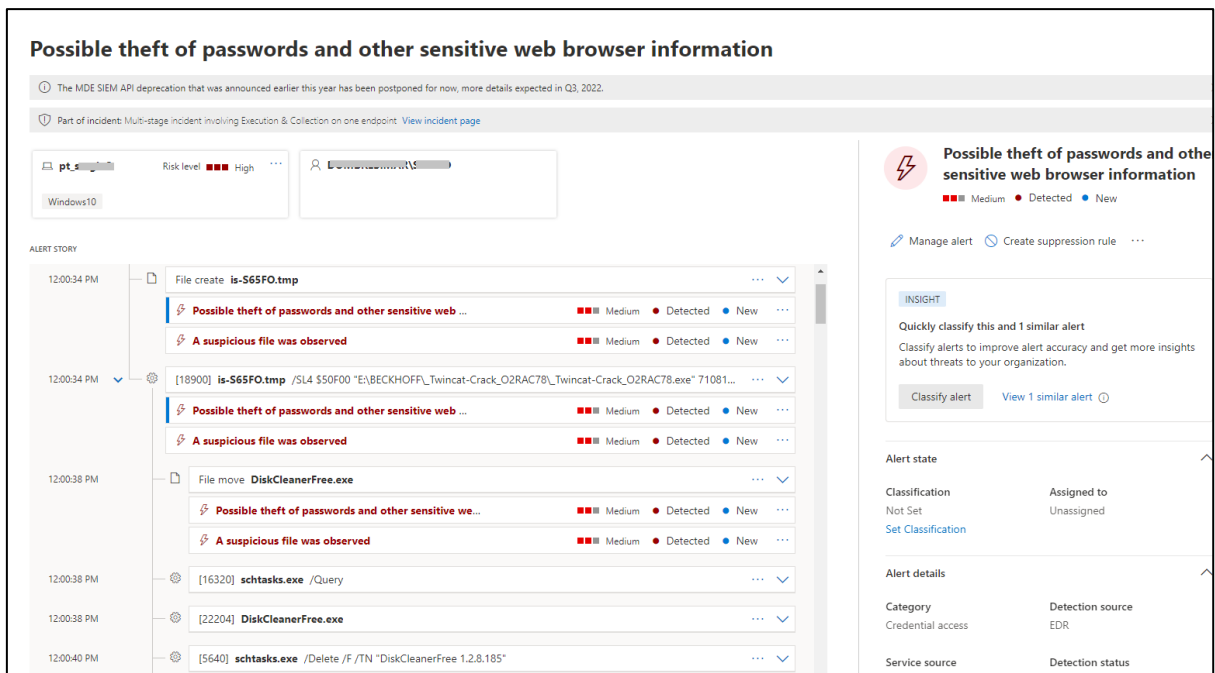 Possible theft of passwords and other sensitive web browser information
The MDE SIEM API deprecation that was announced earlier this year has been postponed for now, more details expected in Q3, 2022.
Part of incident: Multi-stage incident involving Execution & Collection on one endpoint View incident page
Risk level High ...
Windows10
Possible theft of passwords and othe
sensitive web browser information
Medium Detected New
Manage alert Create suppression rule ...
ALERT STORY
12:00:34 PM File create is-S65FO.tmp ...
Possible theft of passwords and other sensitive web ... Medium Detected New ...
A suspicious file was observed Medium Detected New ...
12:00:34 PM [18900] is-S65FO.tmp /SL4 $50F00 "E:\BECKHOFF\_Twincat-Crack_O2RAC78\_Twincat-Crack_O2RAC78.exe" 71081... ...
Possible theft of passwords and other sensitive web ... Medium Detected New ...
A suspicious file was observed Medium Detected New ...
12:00:38 PM File move DiskCleanerFree.exe ...
Possible theft of passwords and other sensitive we... Medium Detected New ...
A suspicious file was observed Medium Detected New ...
12:00:38 PM [16320] schtasks.exe /Query ...
12:00:38 PM [22204] DiskCleanerFree.exe ...
12:00:40 PM [5640] schtasks.exe /Delete /F /TN "DiskCleanerFree 1.2.8.185" ...
INSIGHT
Quickly classify this and 1 similar alert
Classify alerts to improve alert accuracy and get more insights
about threats to your organization.
Classify alert View 1 similar alert
Alert state
Classification Assigned to
Not Set Unassigned
Set Classification
Alert details
Category Detection source
Credential access EDR
Service source Detection status